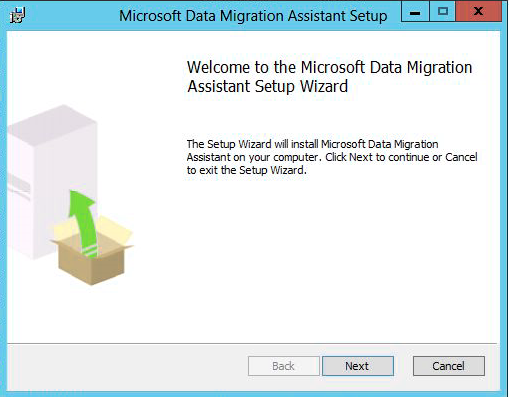 Microsoft Data Migration Assistant Setup
Welcome to the Microsoft Data Migration
Assistant Setup Wizard
The Setup Wizard will install Microsoft Data Migration
Assistant on your computer. Click Next to continue or Cancel
to exit the Setup Wizard.
Back Next Cancel